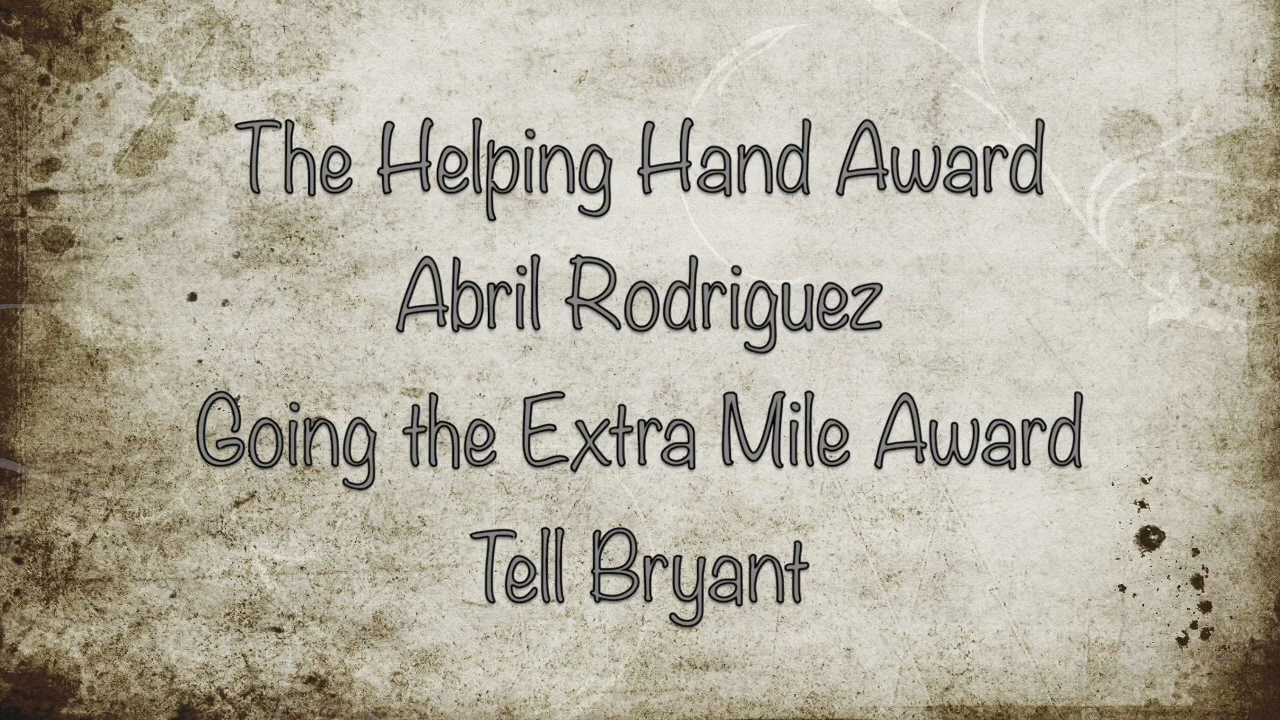 The Helping Hand Award
Abril Rodriguez
Going the Extra Mile Award
Tell Bryant